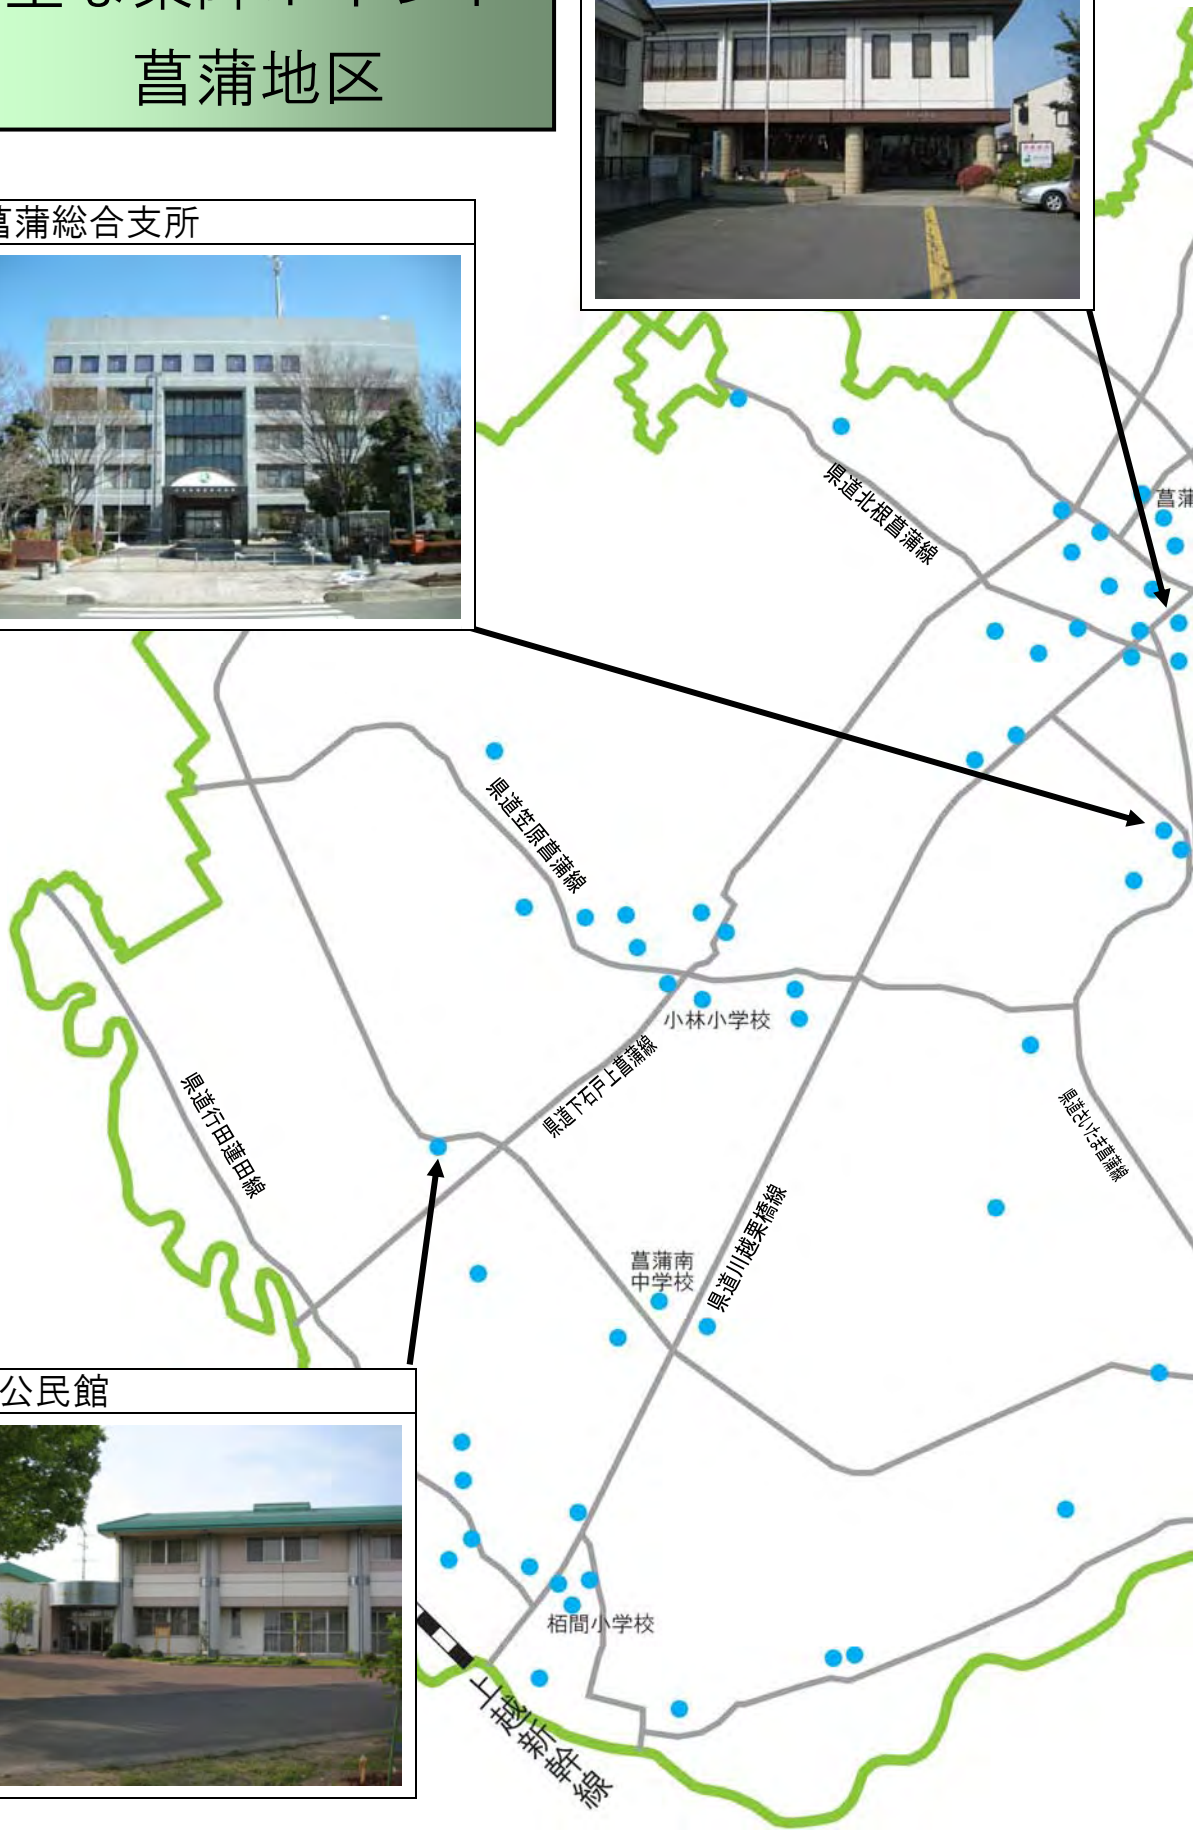 菖蒲地区
菖蒲総合支所
県道北根菖蒲線
菖蒲
県道笠原菖蒲線
小林小学校
県道下石戸上菖蒲線
県道行田蓮田線
県道さいたま菖蒲線
県道川越栗橋線
菖蒲南
中学校
公民館
栢間小学校
上越新幹線